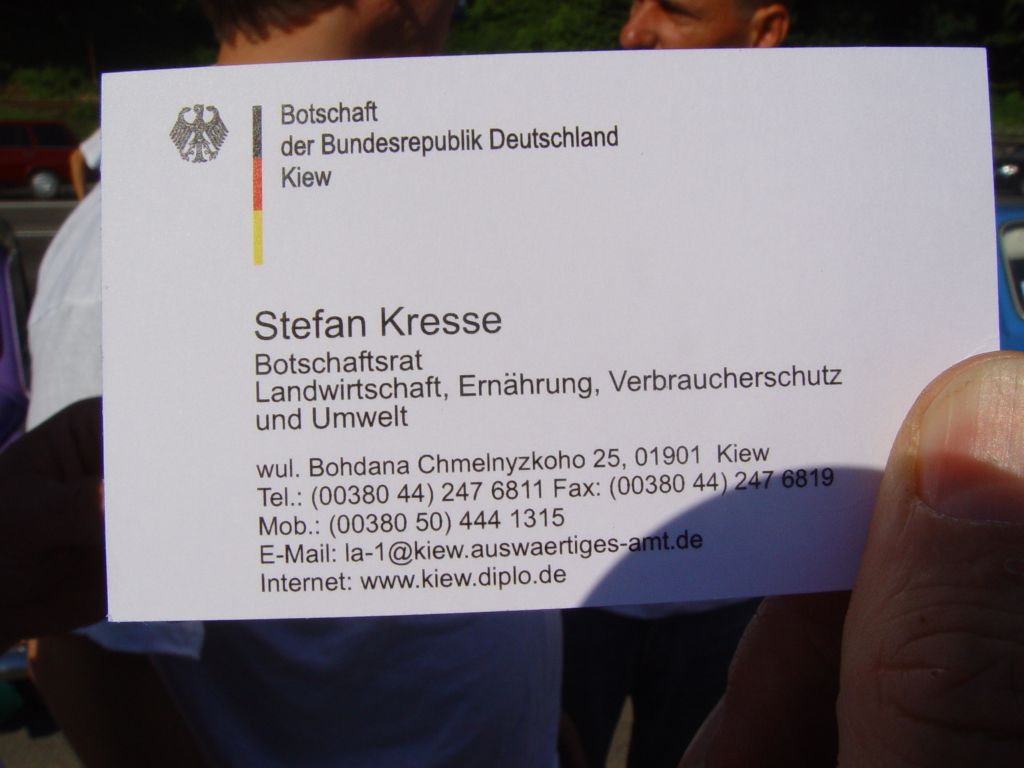 Botschaft
der Bundesrepublik Deutschland
Kiew
Stefan Kresse
Botschaftsrat
Landwirtschaft, Ernährung, Verbraucherschutz
und Umwelt
wul. Bohdana Chmelnyzkoho 25, 01901 Kiew
Tel.: (00380 44) 247 6811 Fax: (00380 44) 247 6819
Mob.: (00380 50) 444 1315
E-Mail: la-1@kiew.auswaertiges-amt.de
Internet: www.kiew.diplo.de